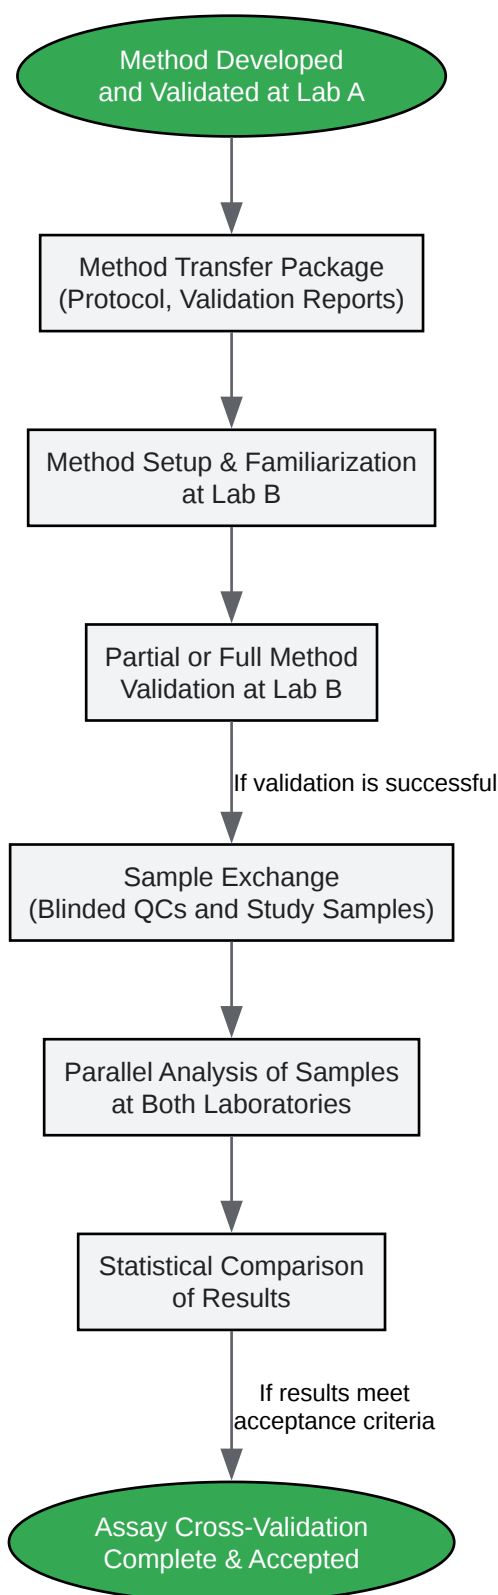 Method Developed
and Validated at Lab A
Method Transfer Package
(Protocol, Validation Reports)
Method Setup & Familiarization
at Lab B
Partial or Full Method
Validation at Lab B
If validation is successful
Sample Exchange
(Blinded QCs and Study Samples)
Parallel Analysis of Samples
at Both Laboratories
Statistical Comparison
of Results
If results meet
acceptance criteria
Assay Cross-Validation
Complete & Accepted